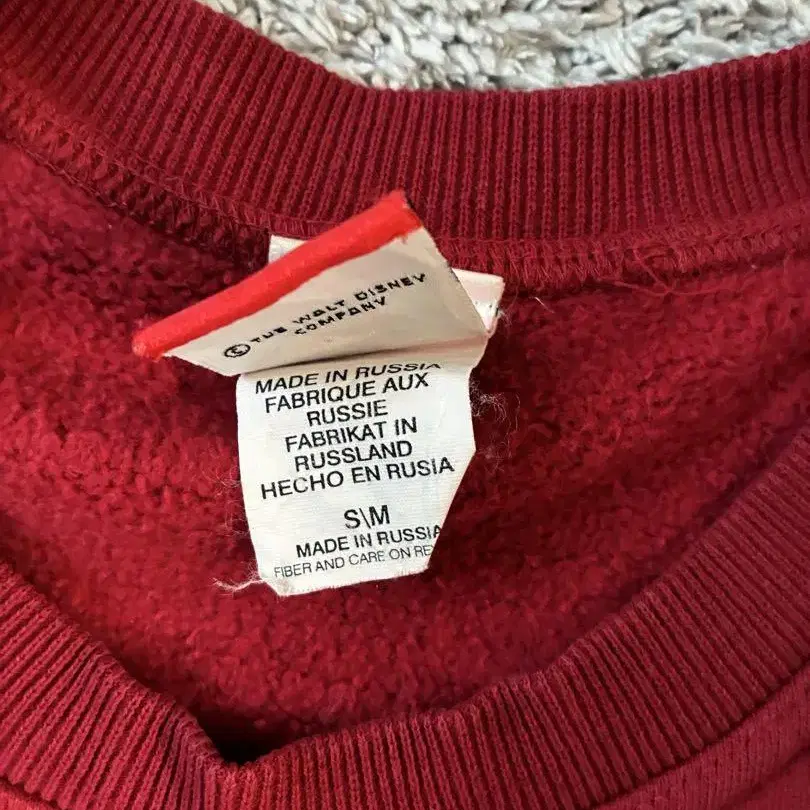 © THE WALT DISNEY
COMPANY
MADE IN RUSSIA
FABRIQUE AUX
RUSSIE
FABRIKAT IN
RUSSLAND
HECHO EN RUSIA
S\M
MADE IN RUSSIA
FIBER AND CARE ON